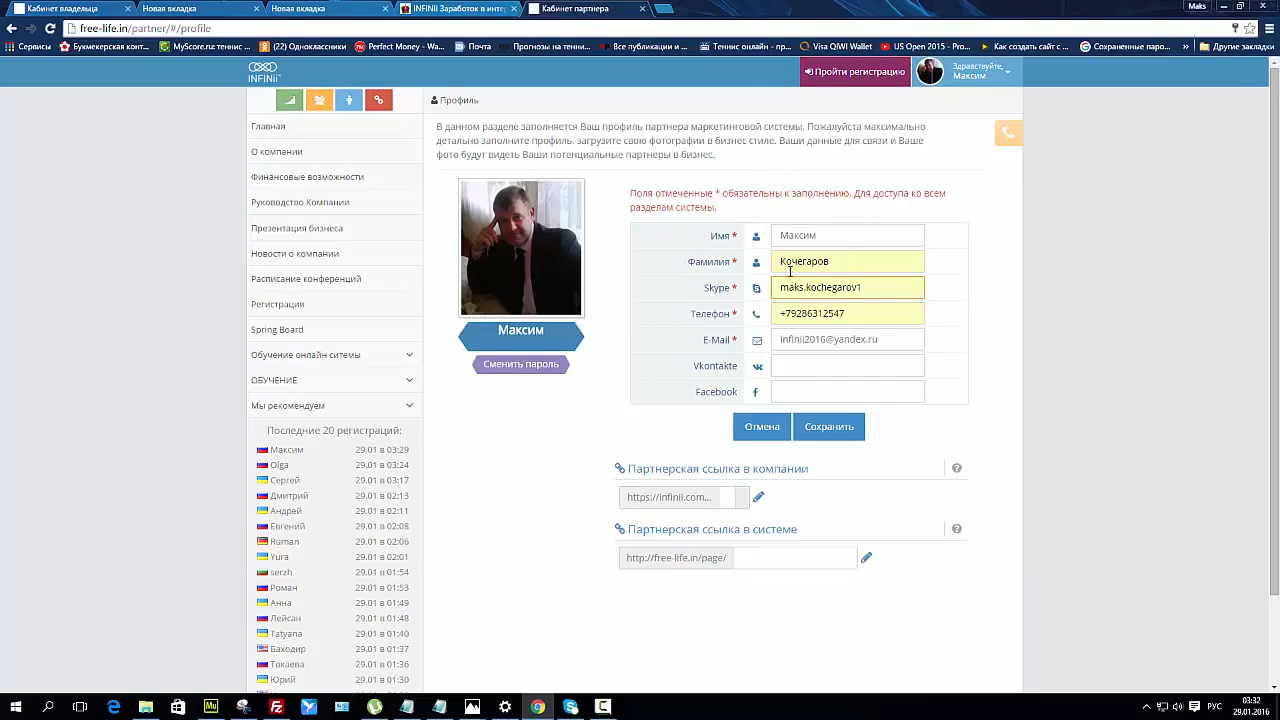 Кабинет владельца
Новая вкладка
Новая вкладка
INFINii Заработок в инте
Кабинет партнера
Maks
free-life.in/partner/#/profile
Сервисы
Букмекерская конт...
MyScore.ru: теннис ...
(22) Одноклассники
Perfect Money - Wa...
Почта
Прогнозы на тенни...
Все публикации и ...
Теннис онлайн - пр...
Visa QIWI Wallet
US Open 2015 - Pro...
Как создать сайт с ...
Сохраненные паро...
»
Другие закладки
INFINii
Пройти регистрацию
Здравствуйте,
Максим
Профиль
Главная
О компании
Финансовые возможности
Руководство Компании
Презентация бизнеса
Новости о компании
Расписание конференций
Регистрация
Spring Board
Обучение онлайн ситемы
ОБУЧЕНИЕ
Мы рекомендуем
Последние 20 регистраций:
Максим 29.01 в 03:29
Olga 29.01 в 03:24
Сергей 29.01 в 03:17
Дмитрий 29.01 в 02:13
Андрей 29.01 в 02:11
Евгений 29.01 в 02:08
Ruman 29.01 в 02:06
Yura 29.01 в 02:01
serzh 29.01 в 01:54
Роман 29.01 в 01:53
Анна 29.01 в 01:49
Лейсан 29.01 в 01:48
Tatyana 29.01 в 01:40
Баходир 29.01 в 01:37
Токаева 29.01 в 01:36
Юрий 29.01 в 01:30
В данном разделе заполняется Ваш профиль партнера маркетинговой системы. Пожалуйста максимально
детально заполните профиль, загрузите свою фотографии в бизнес стиле. Ваши данные для связи и Ваше
фото будут видеть Ваши потенциальные партнеры в бизнес.
Максим
Сменить пароль
Поля отмеченные * обязательны к заполнению. Для доступа ко всем
разделам системы.
Имя * Максим
Фамилия * Кочегаров
Skype * maks.kochegarov1
Телефон * +79286312547
E-Mail * infinii2016@yandex.ru
Vkontakte
Facebook
Отмена
Сохранить
Партнерская ссылка в компании
https://infinii.com...
Партнерская ссылка в системе
http://free-life.in/page/
РУС
03:32
29.01.2016